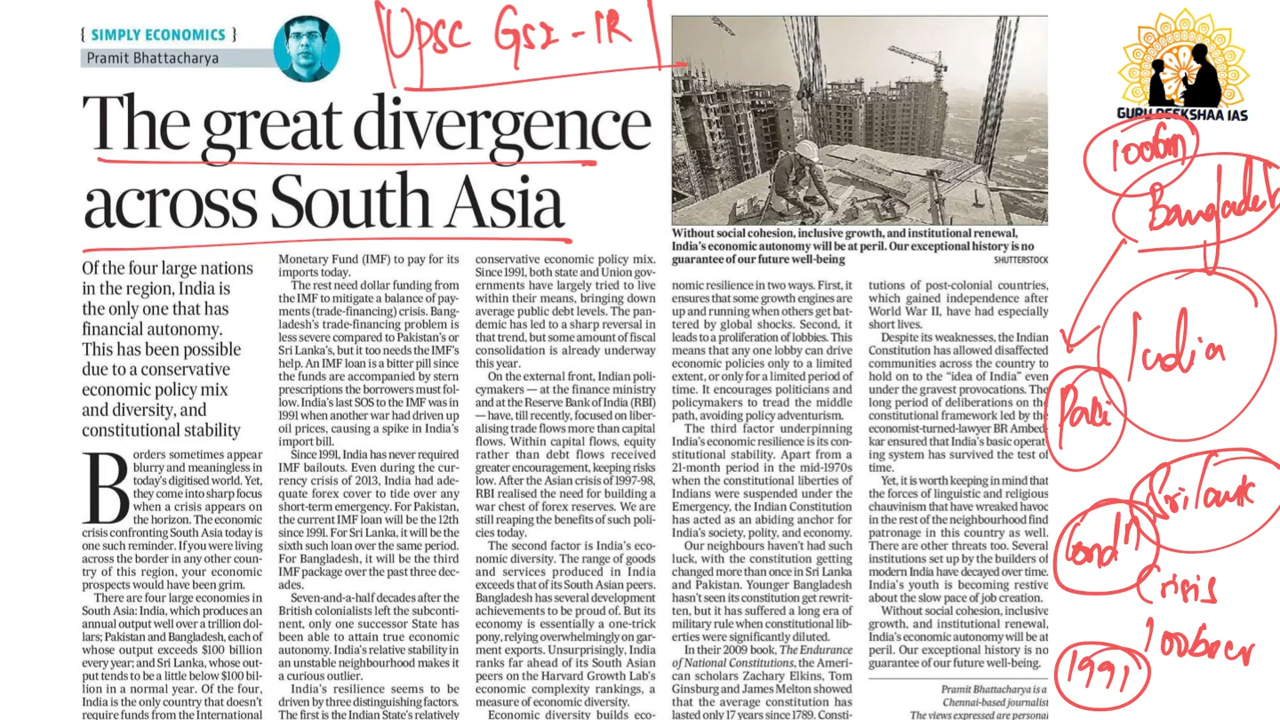 { SIMPLY ECONOMICS }
Pramit Bhattacharya
UPSC GS2-IR
The great divergence
across South Asia
Of the four large nations
in the region, India is
the only one that has
financial autonomy.
This has been possible
due to a conservative
economic policy mix
and diversity, and
constitutional stability
Borders sometimes appear
blurry and meaningless in
today's digitised world. Yet,
they come into sharp focus
when a crisis appears on
the horizon. The economic
crisis confronting South Asia today is
one such reminder. If you were living
across the border in any other coun-
try of this region, your economic
prospects would have been grim.
There are four large economies in
South Asia: India, which produces an
annual output well over a trillion dol-
lars; Pakistan and Bangladesh, each of
whose output exceeds $100 billion
every year; and Sri Lanka, whose out-
put tends to be a little below $100 bil-
lion in a normal year. Of the four,
India is the only country that doesn't
require funds from the International
Monetary Fund (IMF) to pay for its
imports today.
The rest need dollar funding from
the IMF to mitigate a balance of pay-
ments (trade-financing) crisis. Bang-
ladesh's trade-financing problem is
less severe compared to Pakistan's or
Sri Lanka's, but it too needs the IMF's
help. An IMF loan is a bitter pill since
the funds are accompanied by stern
prescriptions the borrowers must fol-
low. India's last SOS to the IMF was in
1991 when another war had driven up
oil prices, causing a spike in India's
import bill.
Since 1991, India has never required
IMF bailouts. Even during the cur-
rency crisis of 2013, India had ade-
quate forex cover to tide over any
short-term emergency. For Pakistan,
the current IMF loan will be the 12th
since 1991. For Sri Lanka, it will be the
sixth such loan over the same period.
For Bangladesh, it will be the third
IMF package over the past three dec-
ades.
Seven-and-a-half decades after the
British colonialists left the subconti-
nent, only one successor State has
been able to attain true economic
autonomy. India's relative stability in
an unstable neighbourhood makes it
a curious outlier.
India's resilience seems to be
driven by three distinguishing factors.
The first is the Indian State's relatively
conservative economic policy mix.
Since 1991, both state and Union gov-
ernments have largely tried to live
within their means, bringing down
average public debt levels. The pan-
demic has led to a sharp reversal in
that trend, but some amount of fiscal
consolidation is already underway
this year.
On the external front, Indian poli-
cymakers — at the finance ministry
and at the Reserve Bank of India (RBI)
— have, till recently, focused on liber-
alising trade flows more than capital
flows. Within capital flows, equity
rather than debt flows received
greater encouragement, keeping risks
low. After the Asian crisis of 1997-98,
RBI realised the need for building a
war chest of forex reserves. We are
still reaping the benefits of such poli-
cies today.
The second factor is India's eco-
nomic diversity. The range of goods
and services produced in India
exceeds that of its South Asian peers.
Bangladesh has several development
achievements to be proud of. But its
economy is essentially a one-trick
pony, relying overwhelmingly on gar-
ment exports. Unsurprisingly, India
ranks far ahead of its South Asian
peers on the Harvard Growth Lab's
economic complexity rankings, a
measure of economic diversity.
Economic diversity builds eco-
Without social cohesion, inclusive growth, and institutional renewal,
India's economic autonomy will be at peril. Our exceptional history is no
guarantee of our future well-being
SHUTTERSTOCK
nomic resilience in two ways. First, it
ensures that some growth engines are
up and running when others get bat-
tered by global shocks. Second, it
leads to a proliferation of lobbies. This
means that any one lobby can drive
economic policies only to a limited
extent, or only for a limited period of
time. It encourages politicians and
policymakers to tread the middle
path, avoiding policy adventurism.
The third factor underpinning
India's economic resilience is its con-
stitutional stability. Apart from a
21-month period in the mid-1970s
when the constitutional liberties of
Indians were suspended under the
Emergency, the Indian Constitution
has acted as an abiding anchor for
India's society, polity, and economy.
Our neighbours haven't had such
luck, with the constitution getting
changed more than once in Sri Lanka
and Pakistan. Younger Bangladesh
hasn't seen its constitution get rewrit-
ten, but it has suffered a long era of
military rule when constitutional lib-
erties were significantly diluted.
In their 2009 book, The Endurance
of National Constitutions, the Ameri-
can scholars Zachary Elkins, Tom
Ginsburg and James Melton showed
that the average constitution has
lasted only 17 years since 1789. Consti-
tutions of post-colonial countries,
which gained independence after
World War II, have had especially
short lives.
Despite its weaknesses, the Indian
Constitution has allowed disaffected
communities across the country to
hold on to the "idea of India" even
under the gravest provocations. The
long period of deliberations on the
constitutional framework led by the
economist-turned-lawyer BR Ambed-
kar ensured that India's basic operat-
ing system has survived the test of
time.
Yet, it is worth keeping in mind that
the forces of linguistic and religious
chauvinism that have wreaked havoc
in the rest of the neighbourhood find
patronage in this country as well.
There are other threats too. Several
institutions set up by the builders of
modern India have decayed over time.
India's youth is becoming restive
about the slow pace of job creation.
Without social cohesion, inclusive
growth, and institutional renewal,
India's economic autonomy will be at
peril. Our exceptional history is no
guarantee of our future well-being.
Pramit Bhattacharya is a
Chennai-based journalist
The views expressed are personal
GURU DEEKSHAA IAS
100bn
Bangladesh
India
Paki
Sri Lanka
Crisis
1991